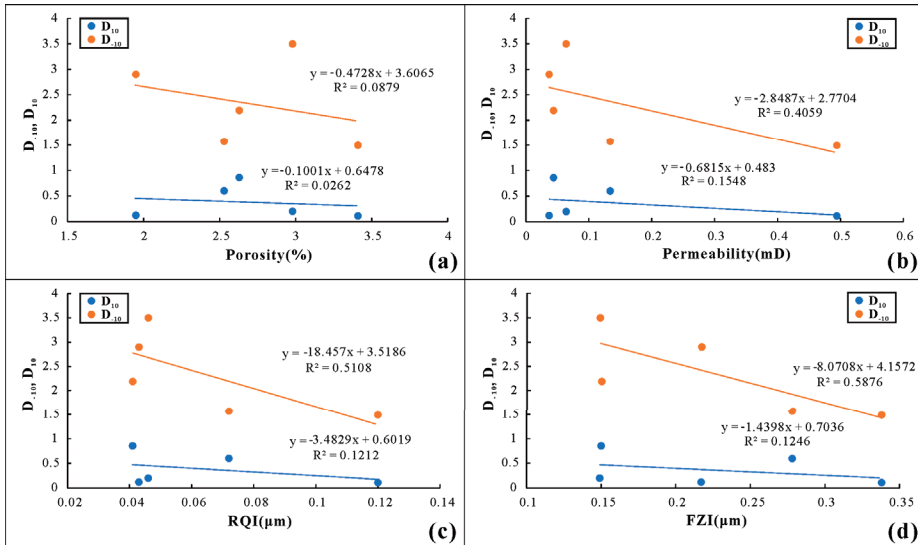 D₁₀
D₋₁₀
D₋₁₀, D₁₀
4
3.5
3
2.5
2
1.5
1
0.5
0
y = -0.4728x + 3.6065
R² = 0.0879
y = -0.1001x + 0.6478
R² = 0.0262
1.5 2 2.5 3 3.5 4
Porosity(%)
(a)
D₁₀
D₋₁₀
D₋₁₀, D₁₀
4
3.5
3
2.5
2
1.5
1
0.5
0
y = -2.8487x + 2.7704
R² = 0.4059
y = -0.6815x + 0.483
R² = 0.1548
0 0.1 0.2 0.3 0.4 0.5 0.6
Permeability(mD)
(b)
D₁₀
D₋₁₀
D₋₁₀, D₁₀
4
3.5
3
2.5
2
1.5
1
0.5
0
y = -18.457x + 3.5186
R² = 0.5108
y = -3.4829x + 0.6019
R² = 0.1212
0.02 0.04 0.06 0.08 0.1 0.12 0.14
RQI(μm)
(c)
D₁₀
D₋₁₀
D₋₁₀, D₁₀
4
3.5
3
2.5
2
1.5
1
0.5
0
y = -8.0708x + 4.1572
R² = 0.5876
y = -1.4398x + 0.7036
R² = 0.1246
0.1 0.15 0.2 0.25 0.3 0.35
FZI(μm)
(d)